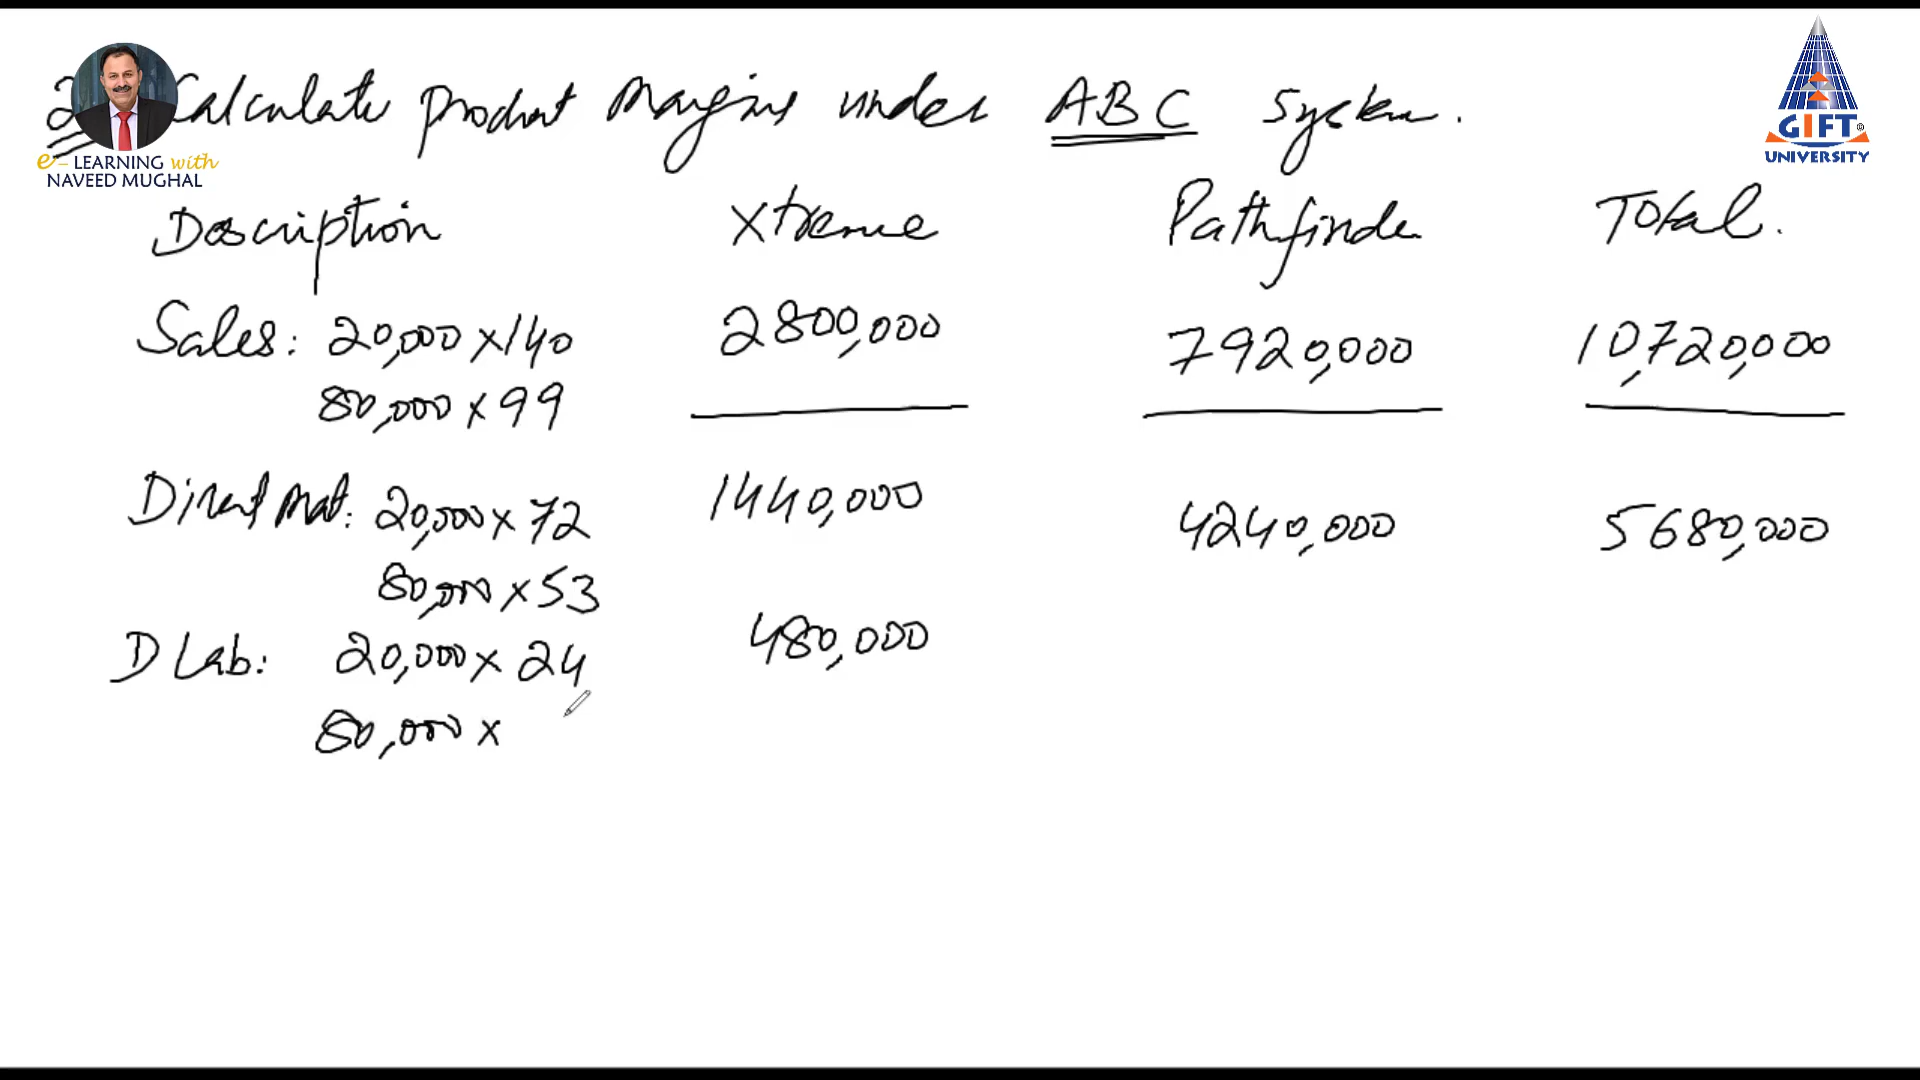 2. Calculate product Margins under ABC System.
GIFT
UNIVERSITY
e- LEARNING with
NAVEED MUGHAL
Description Xtreme Pathfinder Total.
Sales: 20,000 x 140 2800,000 7920,000 10,720,000
80,000 x 99
Direct Mat: 20,000 x 72 1440,000 4240,000 5680,000
80,000 x 53
D Lab: 20,000 x 24 480,000
80,000 x